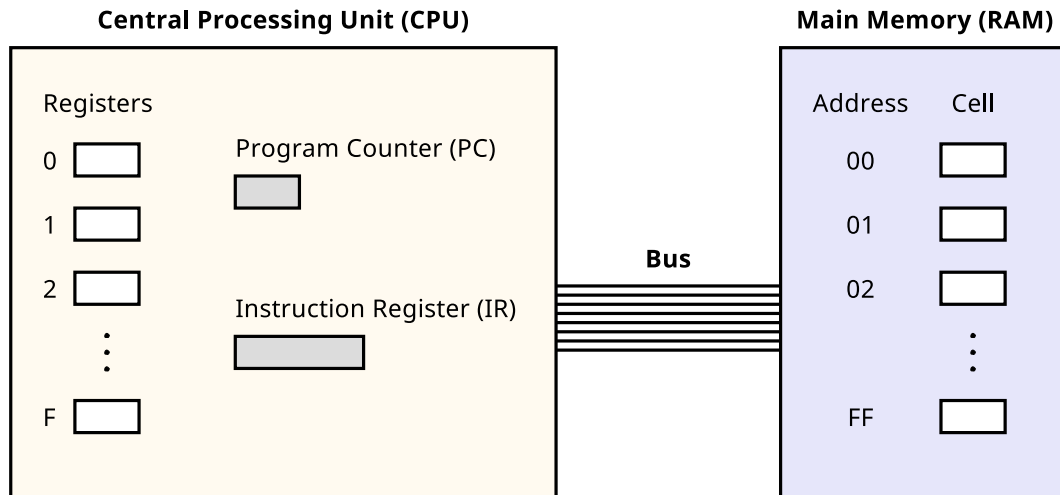 Central Processing Unit (CPU)
Main Memory (RAM)
Registers
0
1
2
F
Program Counter (PC)
Instruction Register (IR)
Bus
Address Cell
00
01
02
FF